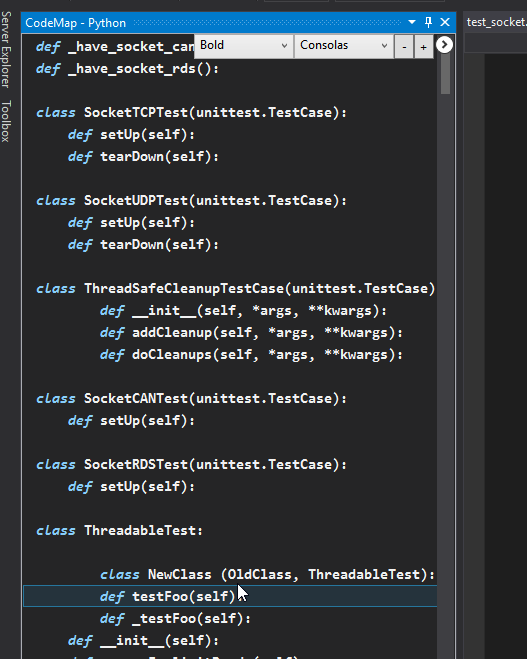 Server Explorer
Toolbox
CodeMap - Python
test_socket.
Bold
Consolas
-
+
def _have_socket_can
def _have_socket_rds():
class SocketTCPTest(unittest.TestCase):
def setUp(self):
def tearDown(self):
class SocketUDPTest(unittest.TestCase):
def setUp(self):
def tearDown(self):
class ThreadSafeCleanupTestCase(unittest.TestCase)
def __init__(self, *args, **kwargs):
def addCleanup(self, *args, **kwargs):
def doCleanups(self, *args, **kwargs):
class SocketCANTest(unittest.TestCase):
def setUp(self):
class SocketRDSTest(unittest.TestCase):
def setUp(self):
class ThreadableTest:
class NewClass (OldClass, ThreadableTest):
def testFoo(self)
def _testFoo(self):
def __init__(self):